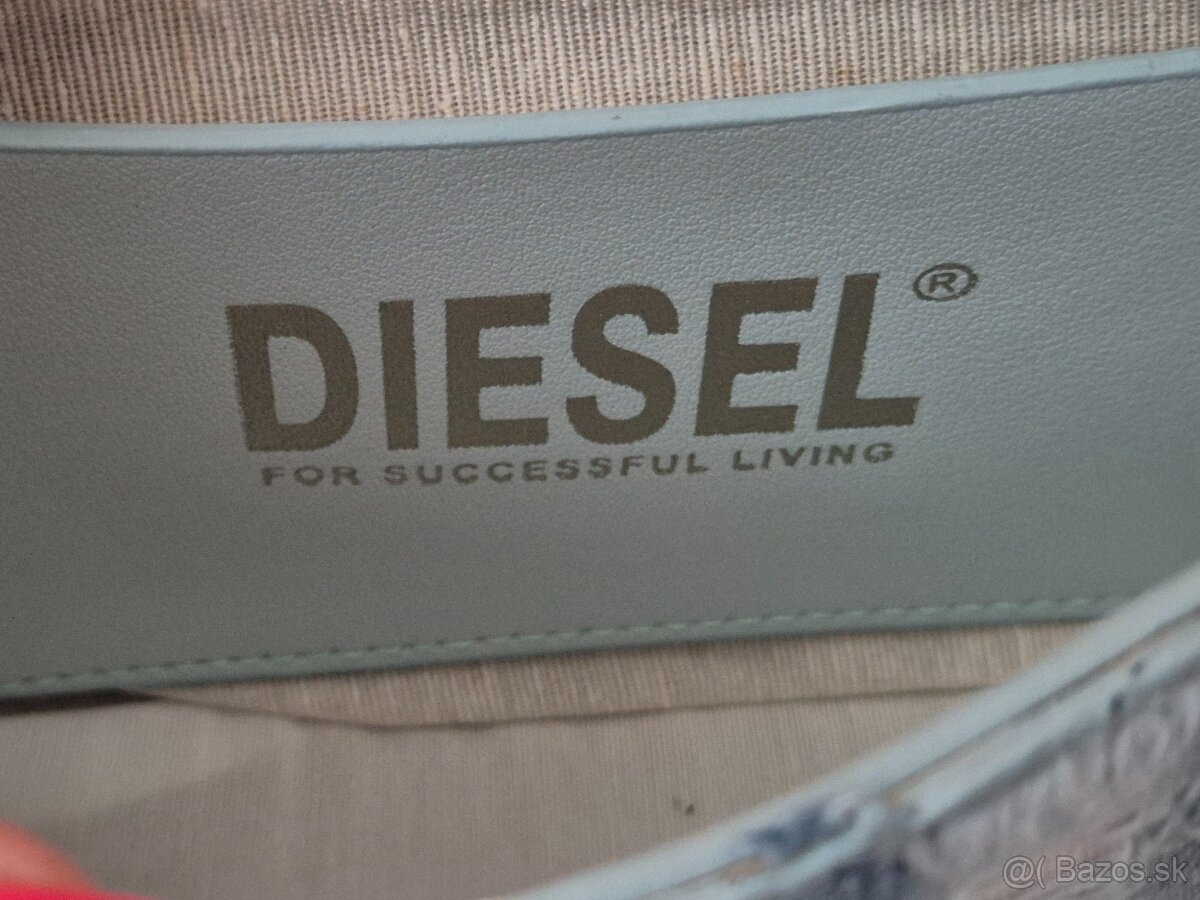 DIESEL®
FOR SUCCESSFUL LIVING
@( Bazos.sk